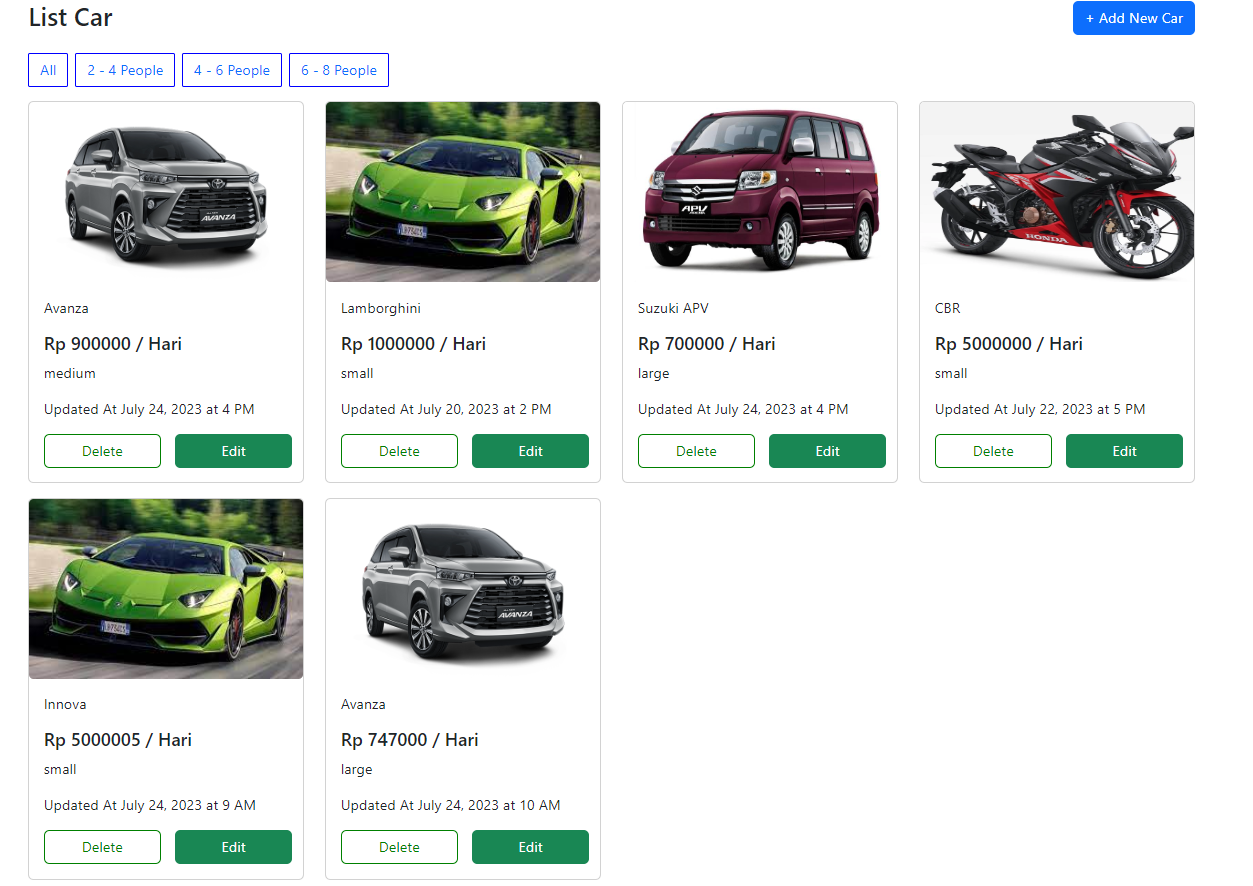 List Car
+ Add New Car
All
2 - 4 People
4 - 6 People
6 - 8 People
AVANZA
APV
HONDA
Avanza
Rp 900000 / Hari
medium
Updated At July 24, 2023 at 4 PM
Delete
Edit
Lamborghini
Rp 1000000 / Hari
small
Updated At July 20, 2023 at 2 PM
Delete
Edit
Suzuki APV
Rp 700000 / Hari
large
Updated At July 24, 2023 at 4 PM
Delete
Edit
CBR
Rp 5000000 / Hari
small
Updated At July 22, 2023 at 5 PM
Delete
Edit
AVANZA
Innova
Rp 5000005 / Hari
small
Updated At July 24, 2023 at 9 AM
Delete
Edit
Avanza
Rp 747000 / Hari
large
Updated At July 24, 2023 at 10 AM
Delete
Edit